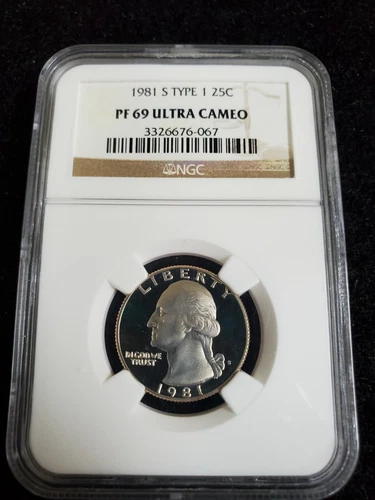 1981 S TYPE 1 25C
PF 69 ULTRA CAMEO
3326676-067
NGC
LIBERTY
IN GOD WE
TRUST
S
1981